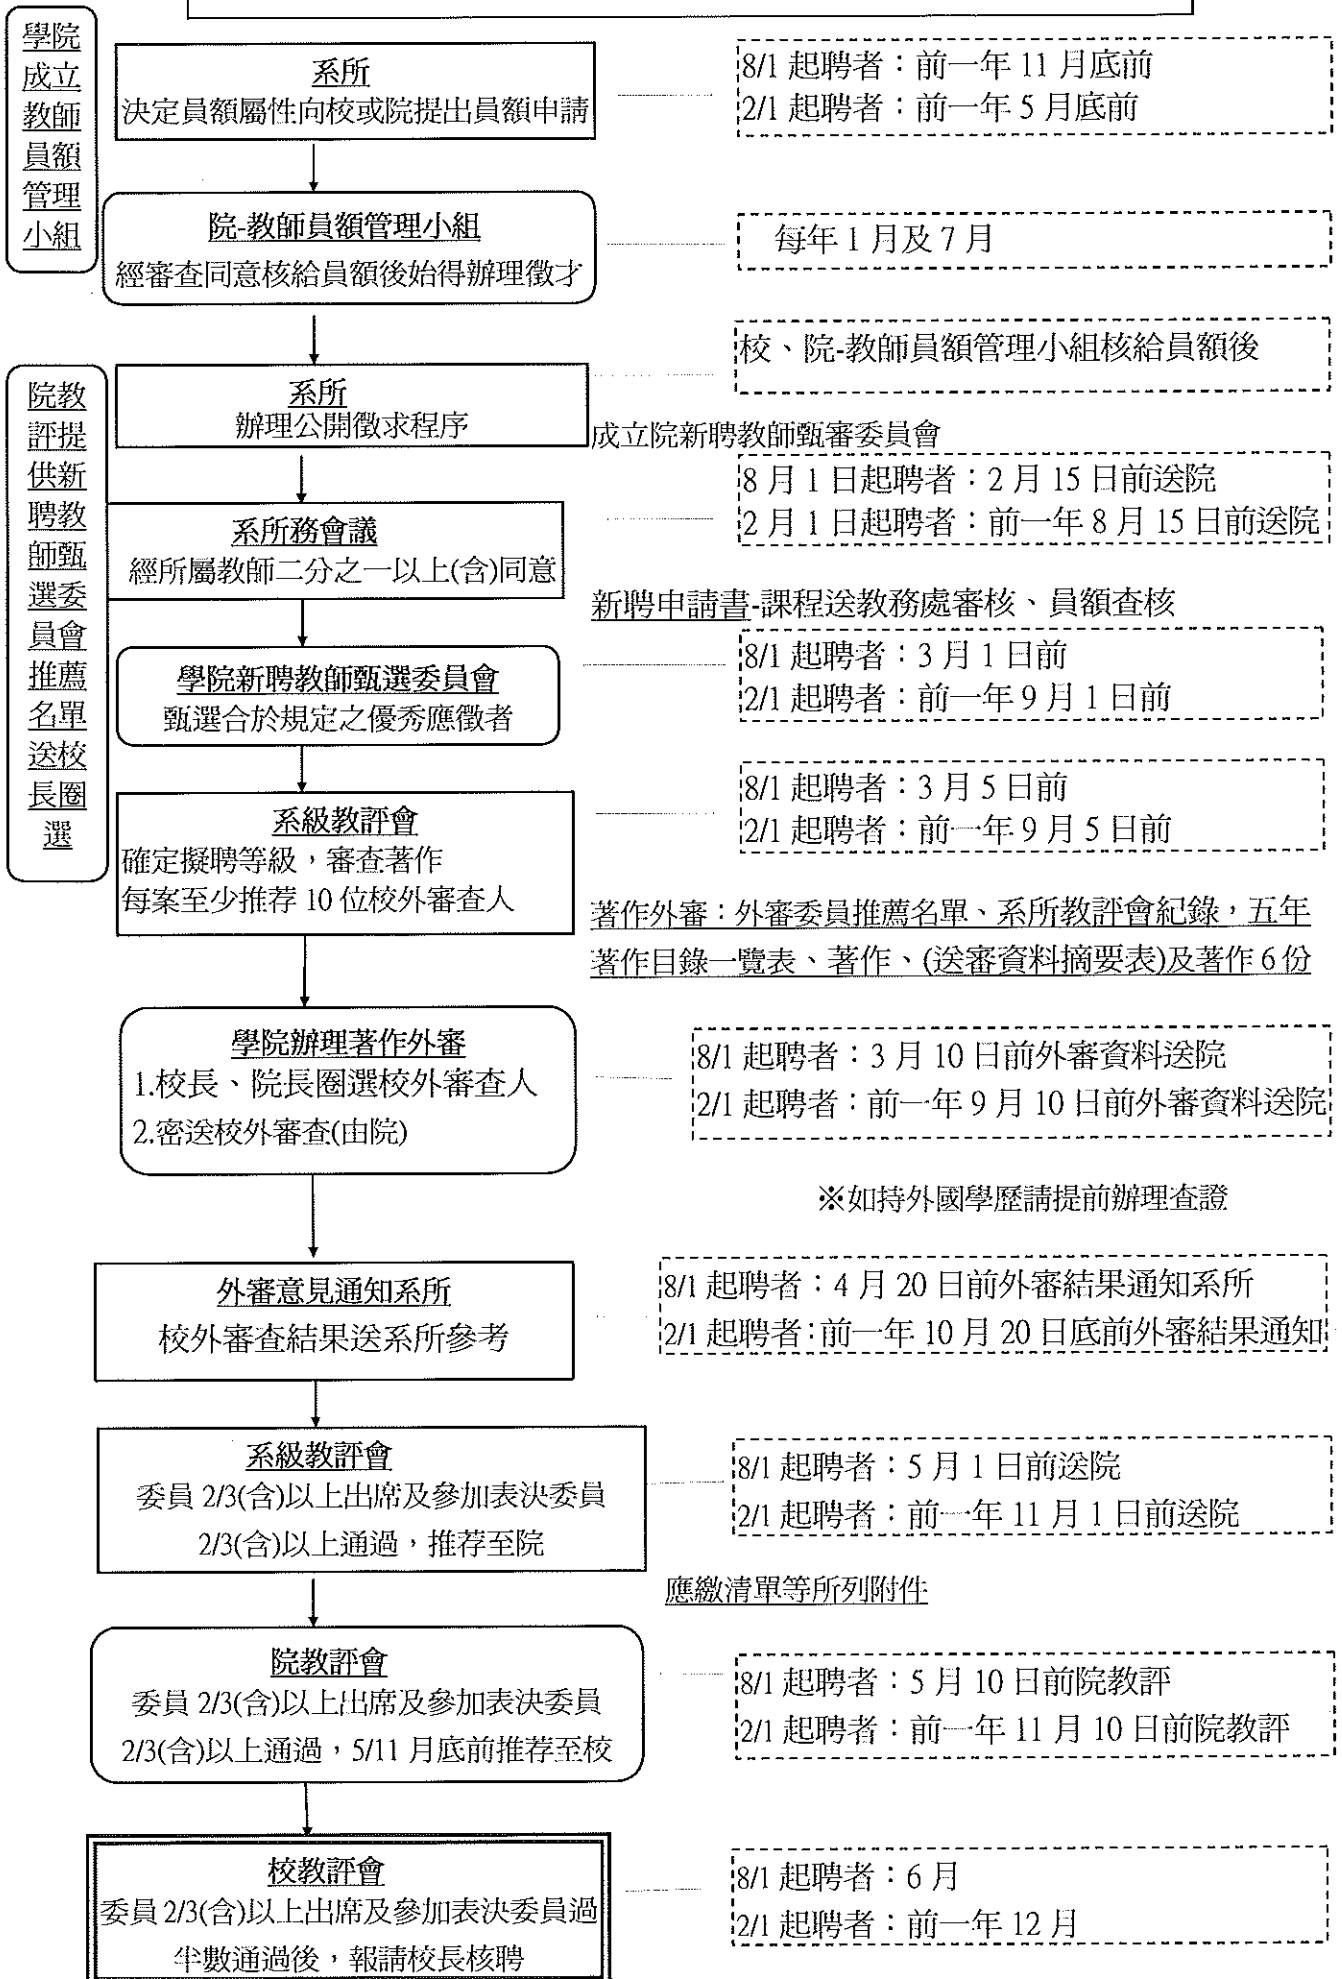 學院
成立
教師
員額
管理
小組
系所
決定員額屬性向校或院提出員額申請
8/1 起聘者：前一年 11 月底前
2/1 起聘者：前一年 5 月底前
院-教師員額管理小組
經審查同意核給員額後始得辦理徵才
每年 1 月及 7 月
校、院-教師員額管理小組核給員額後
院教
評提
供新
聘教
師甄
選委
員會
推薦
名單
送校
長圈
選
系所
辦理公開徵求程序
成立院新聘教師甄審委員會
8 月 1 日起聘者：2 月 15 日前送院
2 月 1 日起聘者：前一年 8 月 15 日前送院
系所務會議
經所屬教師二分之一以上(含)同意
新聘申請書-課程送教務處審核、員額查核
8/1 起聘者：3 月 1 日前
2/1 起聘者：前一年 9 月 1 日前
學院新聘教師甄選委員會
甄選合於規定之優秀應徵者
8/1 起聘者：3 月 5 日前
2/1 起聘者：前一年 9 月 5 日前
系級教評會
確定擬聘等級，審查著作
每案至少推荐 10 位校外審查人
著作外審：外審委員推薦名單、系所教評會紀錄，五年
著作目錄一覽表、著作、(送審資料摘要表)及著作 6 份
學院辦理著作外審
1.校長、院長圈選校外審查人
2.密送校外審查(由院)
8/1 起聘者：3 月 10 日前外審資料送院
2/1 起聘者：前一年 9 月 10 日前外審資料送院
※如持外國學歷請提前辦理查證
外審意見通知系所
校外審查結果送系所參考
8/1 起聘者：4 月 20 日前外審結果通知系所
2/1 起聘者：前一年 10 月 20 日底前外審結果通知
系級教評會
委員 2/3(含)以上出席及參加表決委員
2/3(含)以上通過，推荐至院
8/1 起聘者：5 月 1 日前送院
2/1 起聘者：前一年 11 月 1 日前送院
應繳清單等所列附件
院教評會
委員 2/3(含)以上出席及參加表決委員
2/3(含)以上通過，5/11 月底前推荐至校
8/1 起聘者：5 月 10 日前院教評
2/1 起聘者：前一年 11 月 10 日前院教評
校教評會
委員 2/3(含)以上出席及參加表決委員過
半數通過後，報請校長核聘
8/1 起聘者：6 月
2/1 起聘者：前一年 12 月